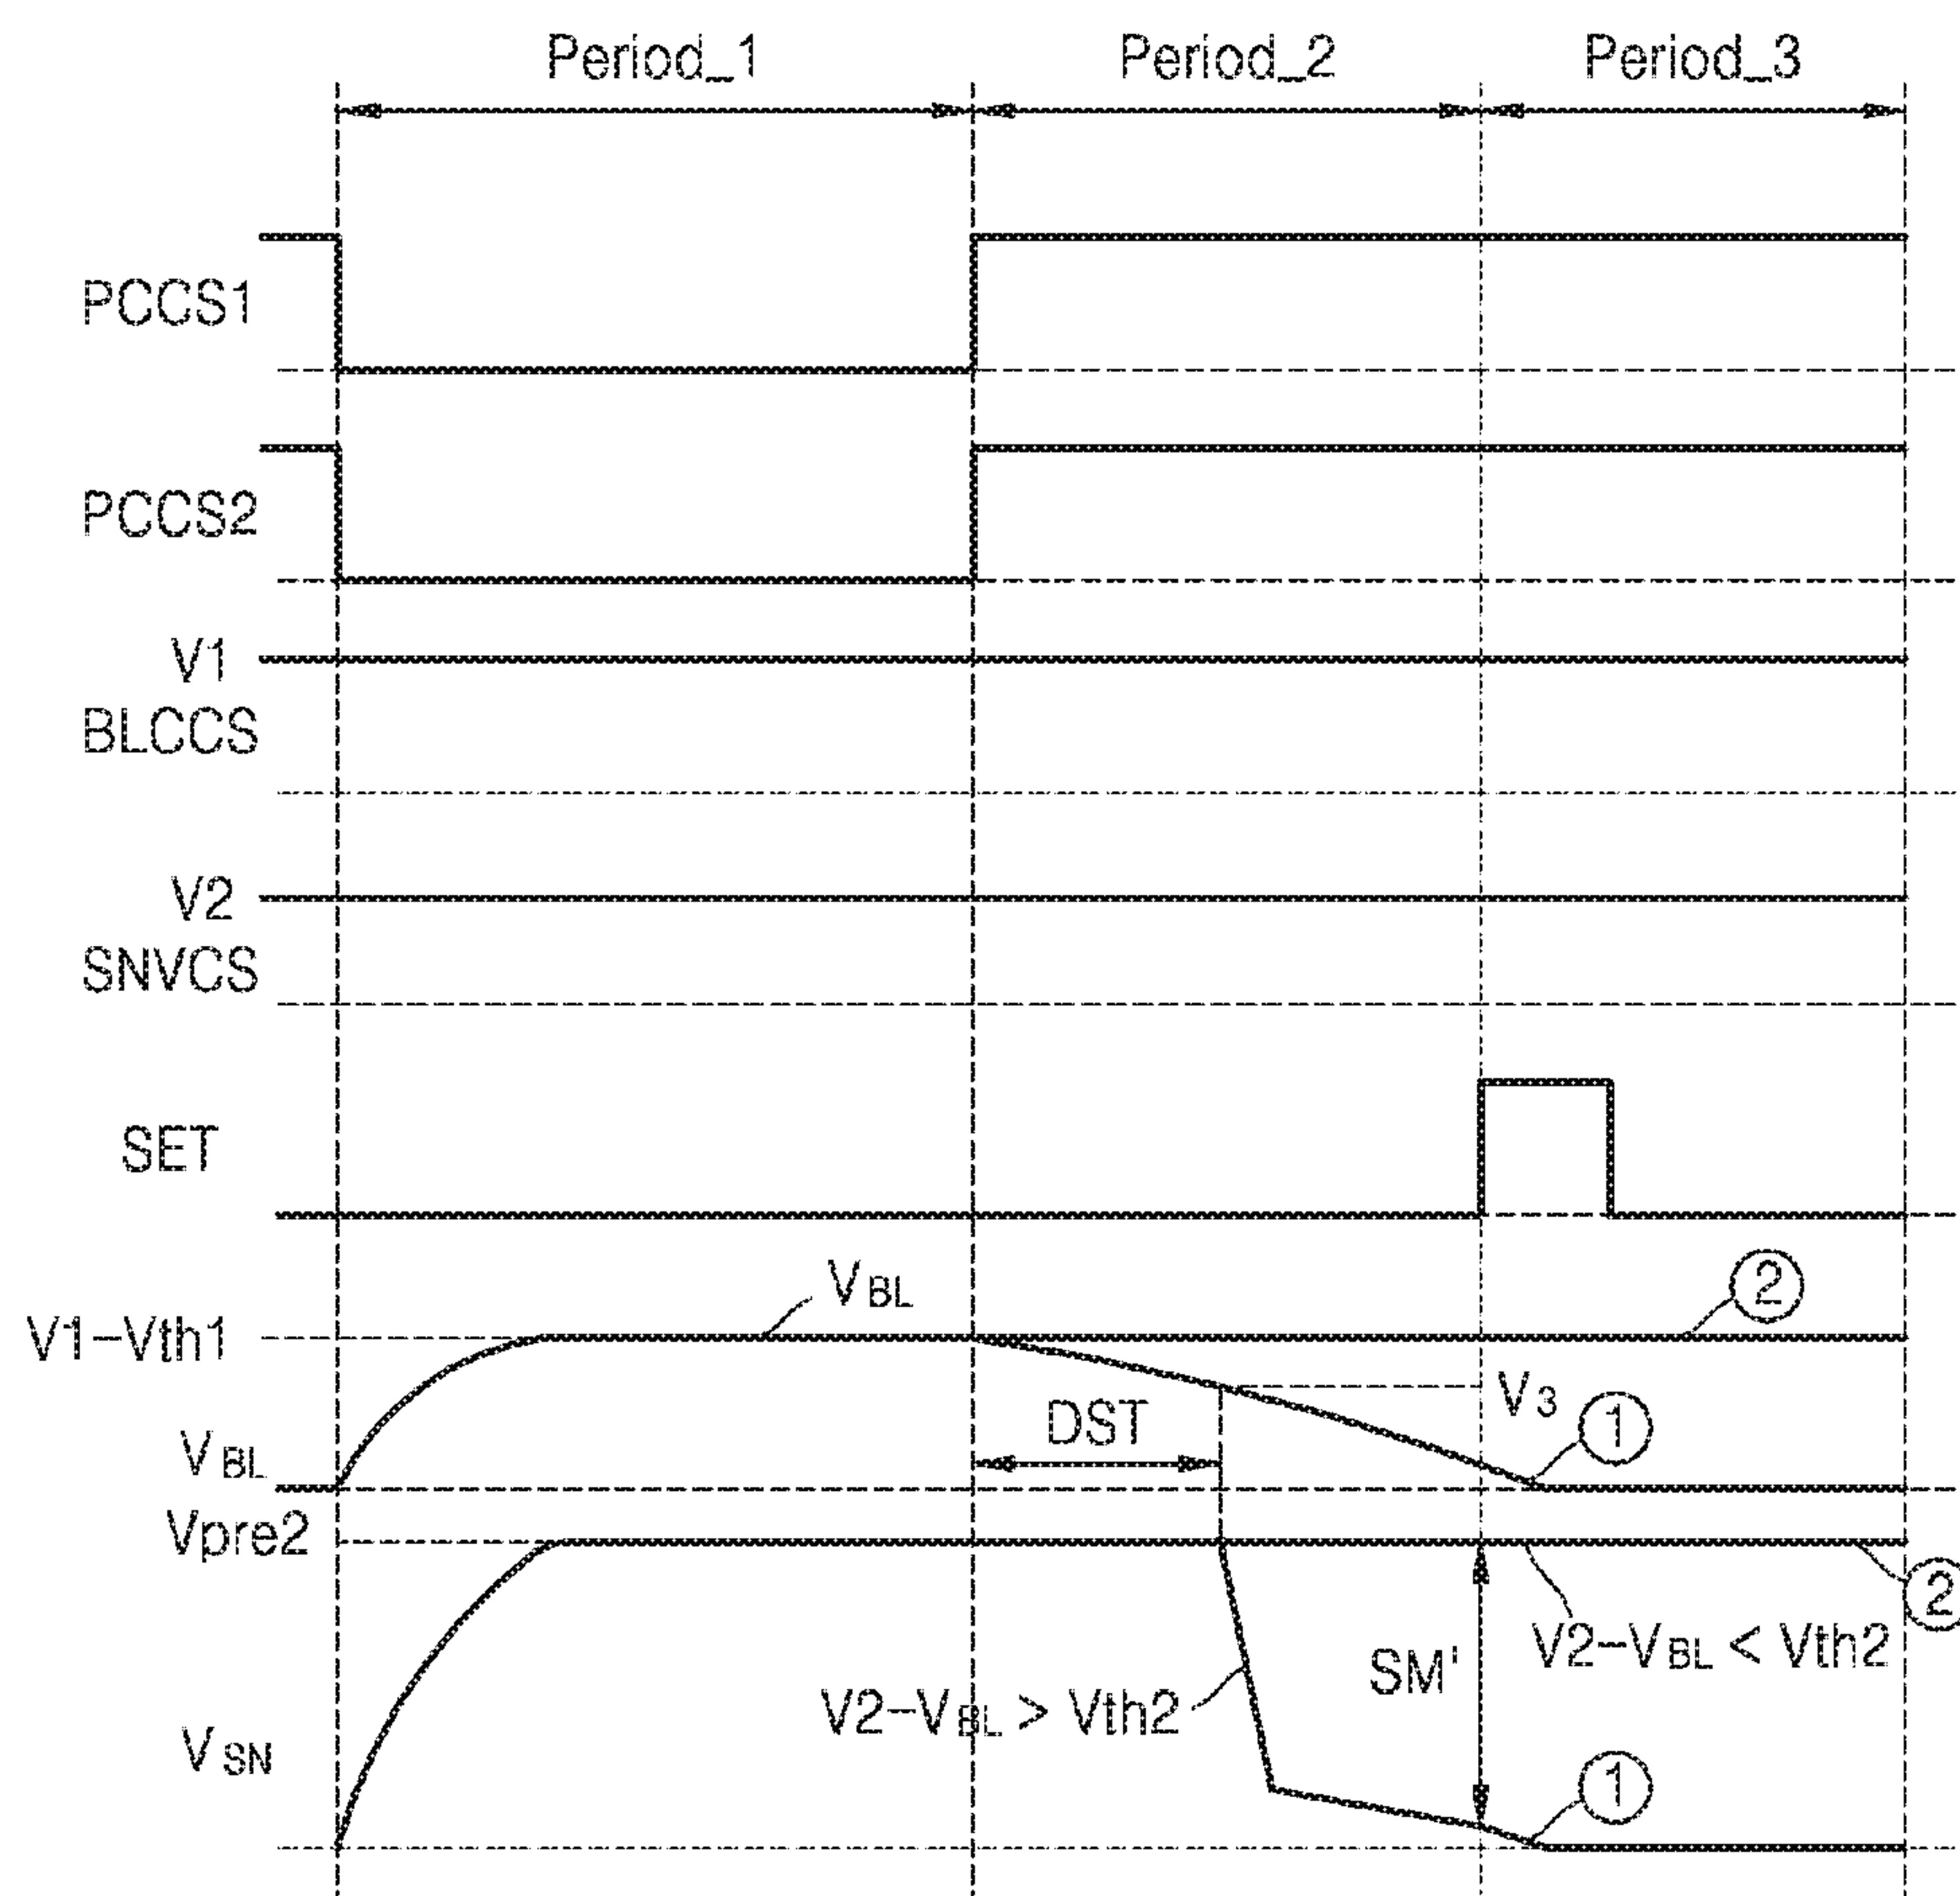 Period_1 Period_2 Period_3
PCCS1
PCCS2
V1
BLCCS
V2
SNVCS
SET
VBL ②
V1-Vth1
V3 ①
DST
VBL
Vpre2
②
V2-VBL < Vth2
SM'
V2-VBL > Vth2
VSN
①